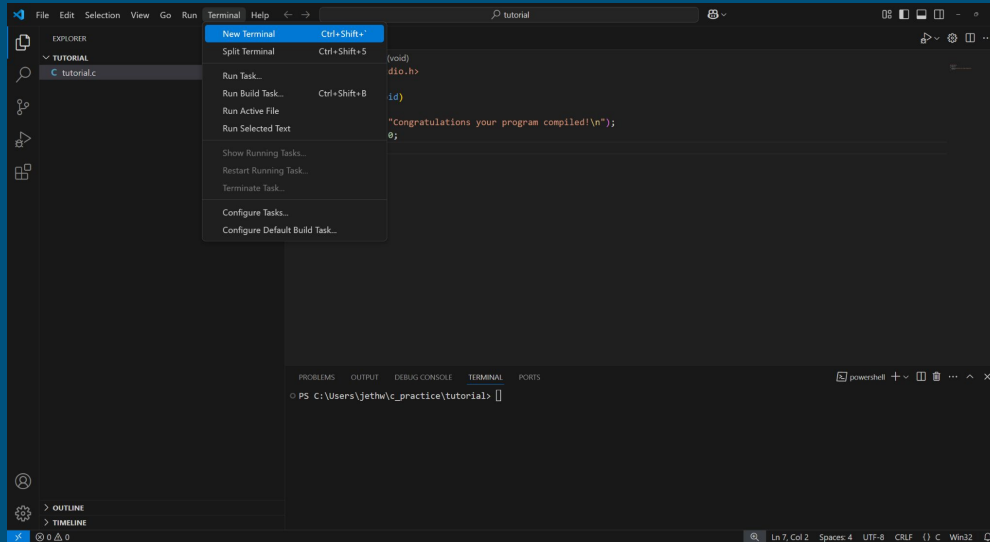 File Edit Selection View Go Run Terminal Help
tutorial
EXPLORER
TUTORIAL
C tutorial.c
New Terminal Ctrl+Shift+`
Split Terminal Ctrl+Shift+5
Run Task...
Run Build Task... Ctrl+Shift+B
Run Active File
Run Selected Text
Show Running Tasks...
Restart Running Task...
Terminate Task...
Configure Tasks...
Configure Default Build Task...
(void)
dio.h>
id)
"Congratulations your program compiled!\n");
0;
PROBLEMS OUTPUT DEBUG CONSOLE TERMINAL PORTS
powershell
PS C:\Users\jethw\c_practice\tutorial>
OUTLINE
TIMELINE
0 0 Ln 7, Col 2 Spaces: 4 UTF-8 CRLF {} C Win32